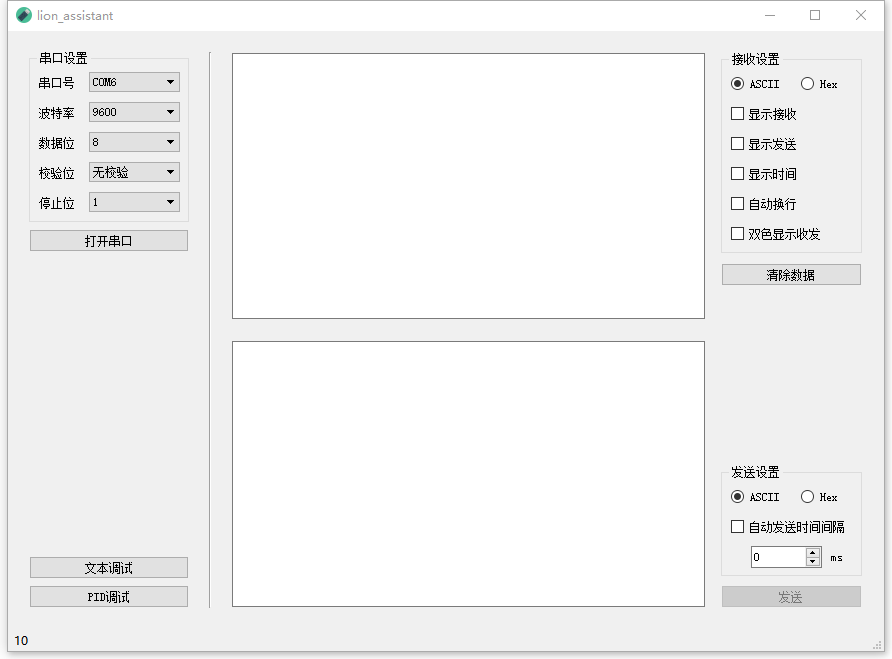 lion_assistant
串口设置
串口号 COM6
波特率 9600
数据位 8
校验位 无校验
停止位 1
打开串口
文本调试
PID调试
接收设置
ASCII Hex
显示接收
显示发送
显示时间
自动换行
双色显示收发
清除数据
发送设置
ASCII Hex
自动发送时间间隔
0 ms
发送
10